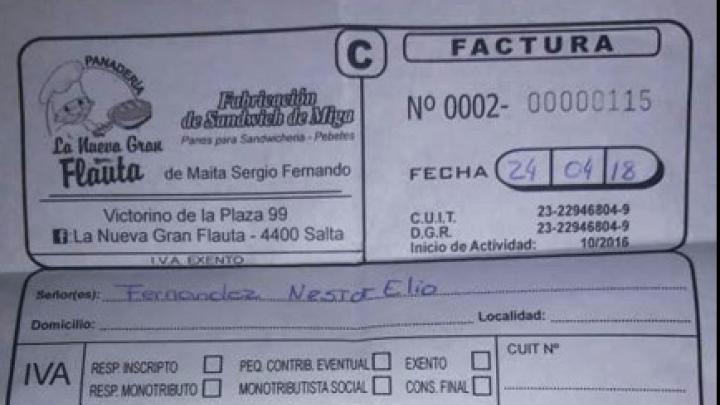 PANADERÍA
La Nueva Gran
Flauta
de Maita Sergio Fernando
Fabricación
de Sandwich de Miga
Panes para Sandwicheria - Pebetes
Victorino de la Plaza 99
La Nueva Gran Flauta - 4400 Salta
I.V.A. EXENTO
C
FACTURA
Nº 0002- 00000115
FECHA 24 04 18
C.U.I.T. 23-22946804-9
D.G.R. 23-22946804-9
Inicio de Actividad: 10/2016
Señor(es): Fernandez Nestor Elio
Domicilio: Localidad:
IVA
RESP. INSCRIPTO PEQ. CONTRIB. EVENTUAL EXENTO
RESP. MONOTRIBUTO MONOTRIBUTISTA SOCIAL CONS. FINAL
CUIT Nº